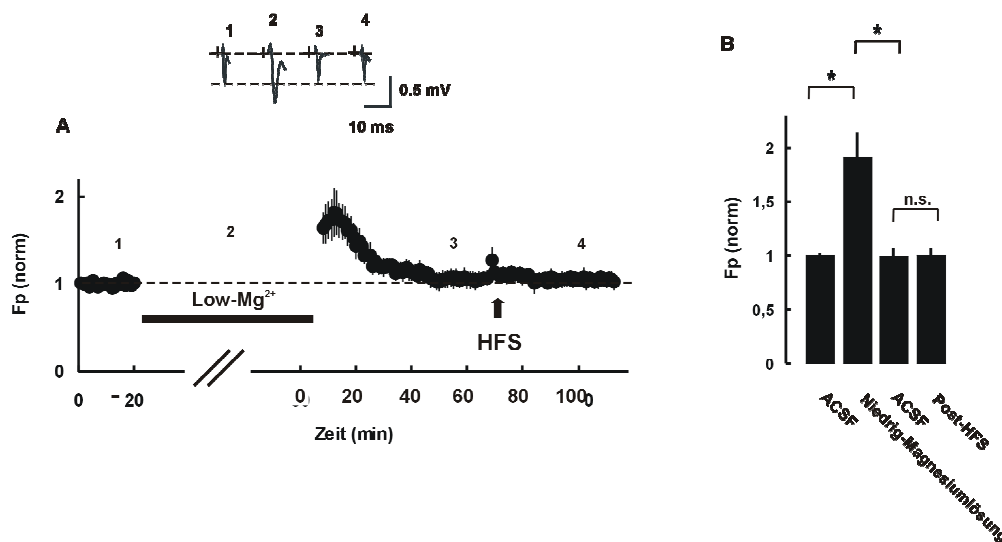 1 2 3 4
0.5 mV
10 ms
A
Fp (norm)
2
1
0
1 2 3 4
Low-Mg2+
HFS
0 20 0 20 40 60 80 100
Zeit (min)
B
*
*
n.s.
Fp (norm)
2
1,5
1
0,5
0
ACSF
Niedrig-Magnesiumlösung
ACSF
Post-HFS